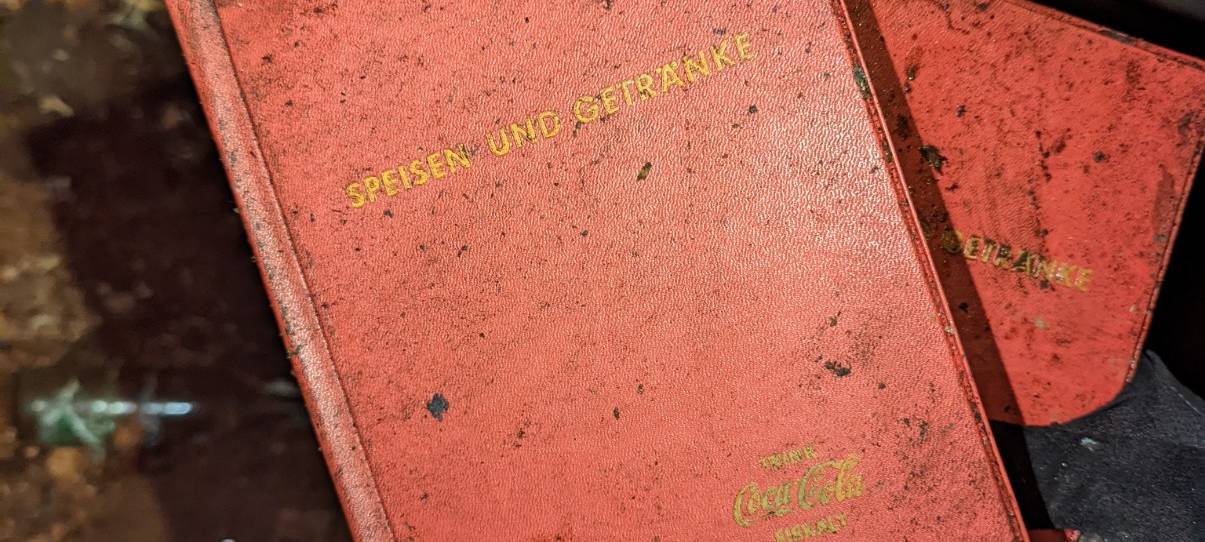 SPEISEN UND GETRÄNKE
GETRÄNKE
TRINK
Coca-Cola
EISKALT